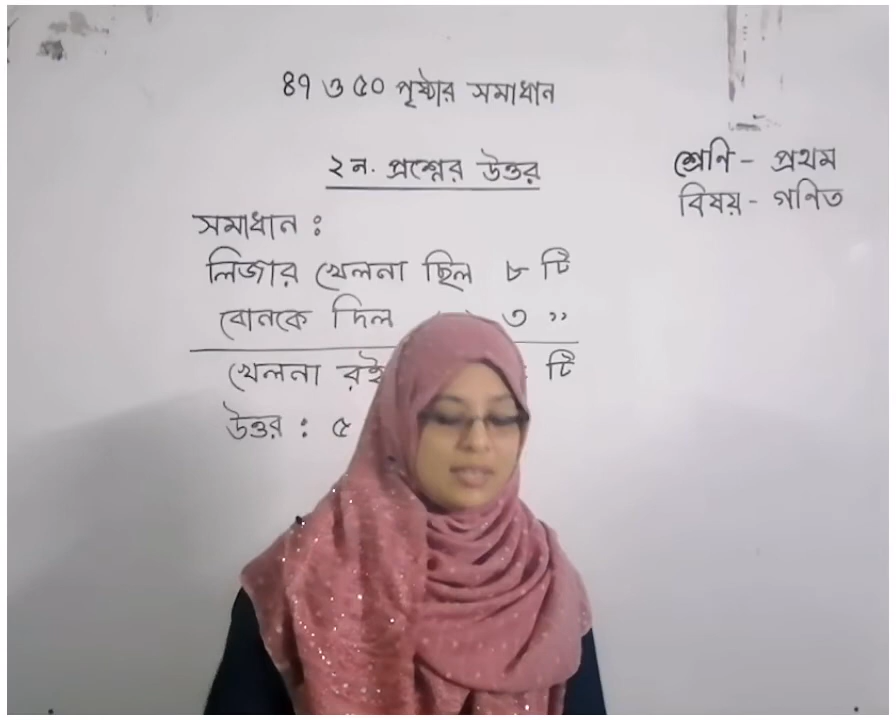 ৪৭ ও ৫০ পৃষ্ঠার সমাধান
২ ন. প্রশ্নের উত্তর
শ্রেণি - প্রথম
বিষয় - গনিত
সমাধান :
লিজার খেলনা ছিল ৮ টি
বোনকে দিল ৩ ,,
খেলনা টি
উত্তর : ৫